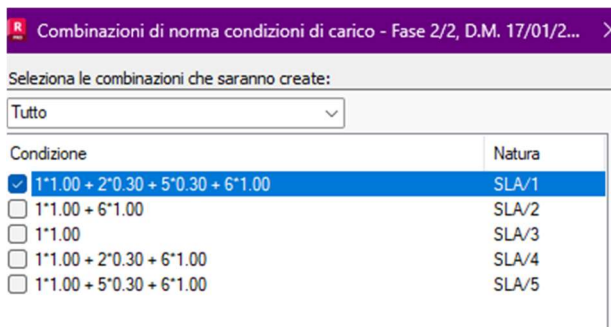 R
PRO
Combinazioni di norma condizioni di carico - Fase 2/2, D.M. 17/01/2...
Seleziona le combinazioni che saranno create:
Tutto
Condizione Natura
1*1.00 + 2*0.30 + 5*0.30 + 6*1.00 SLA/1
1*1.00 + 6*1.00 SLA/2
1*1.00 SLA/3
1*1.00 + 2*0.30 + 6*1.00 SLA/4
1*1.00 + 5*0.30 + 6*1.00 SLA/5